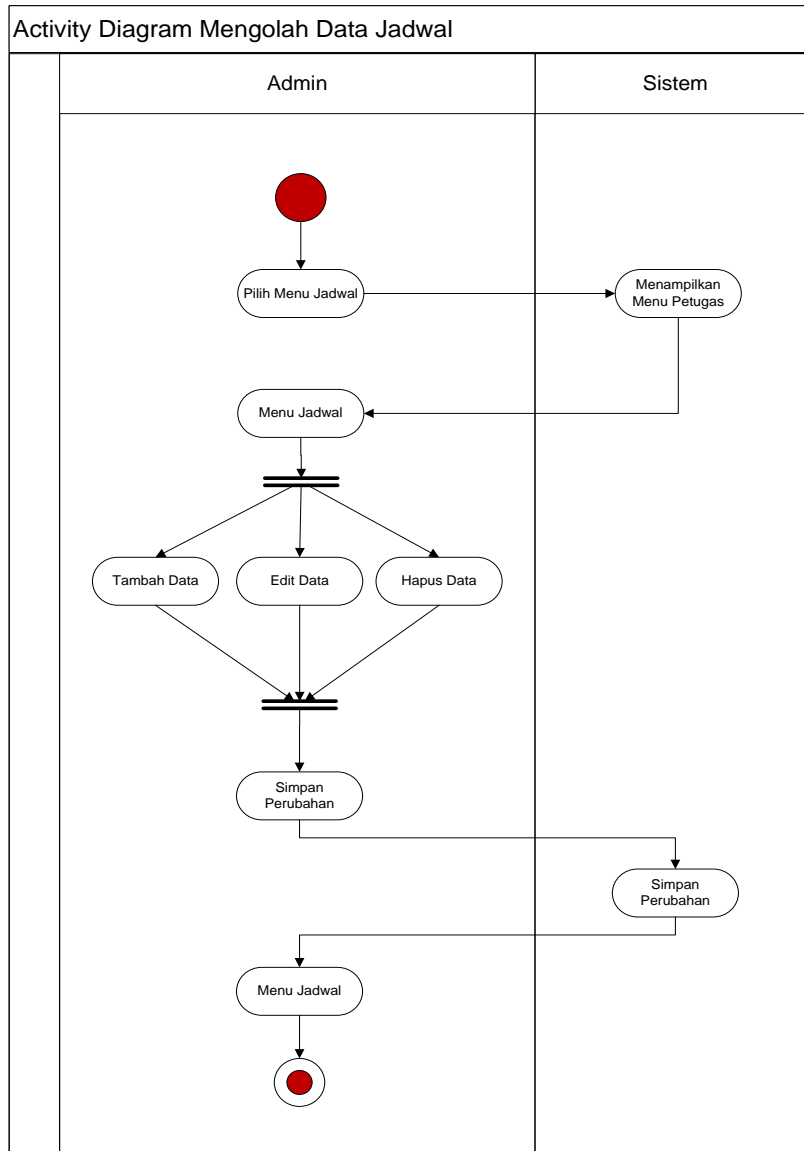 Activity Diagram Mengolah Data Jadwal
Admin
Sistem
Pilih Menu Jadwal
Menampilkan
Menu Petugas
Menu Jadwal
Tambah Data
Edit Data
Hapus Data
Simpan
Perubahan
Simpan
Perubahan
Menu Jadwal